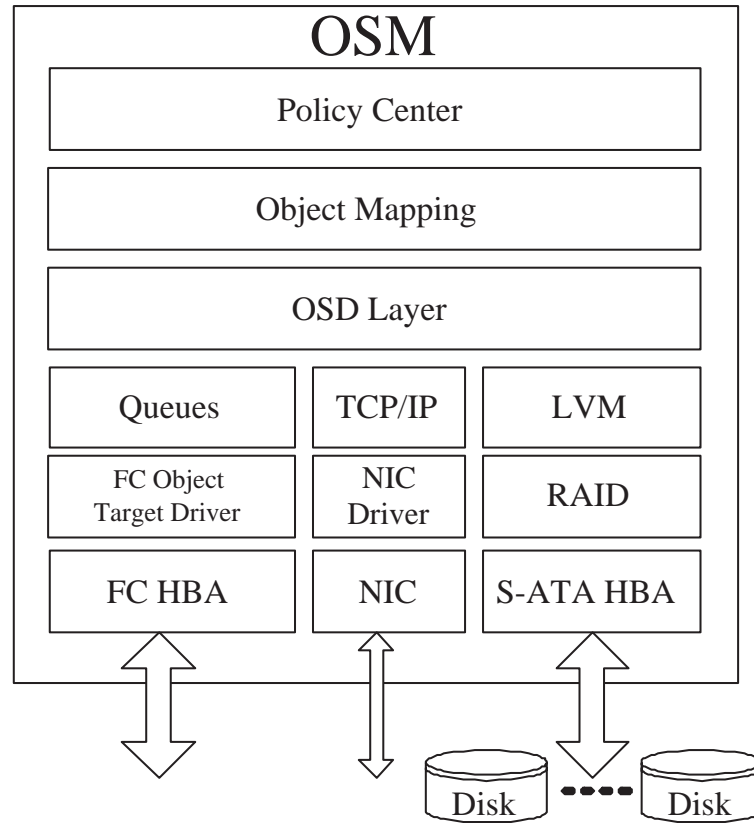 OSM
Policy Center
Object Mapping
OSD Layer
Queues
TCP/IP
LVM
FC Object
Target Driver
NIC
Driver
RAID
FC HBA
NIC
S-ATA HBA
Disk
Disk